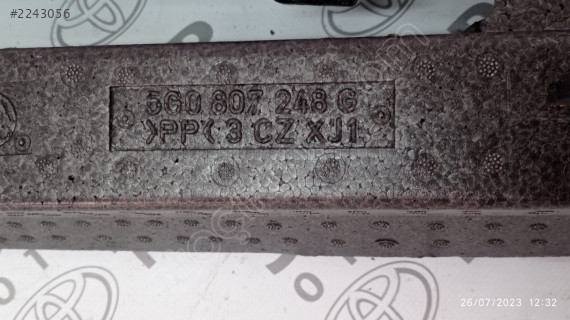 #2243056
5G0 807 248 G
>PP< 3 CZ XJ1
26/07/2023 12:32